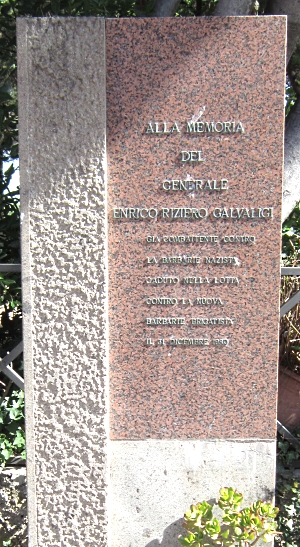 ALLA MEMORIA
DEL
GENERALE
ENRICO RIZIERO GALVALIGI
GIA COMBATTENTE CONTRO
LA BARBARIE NAZISTA
CADUTO NELLA LOTTA
CONTRO LA NUOVA
BARBARIE BRIGATISTA
IL 31 DICEMBRE 1980